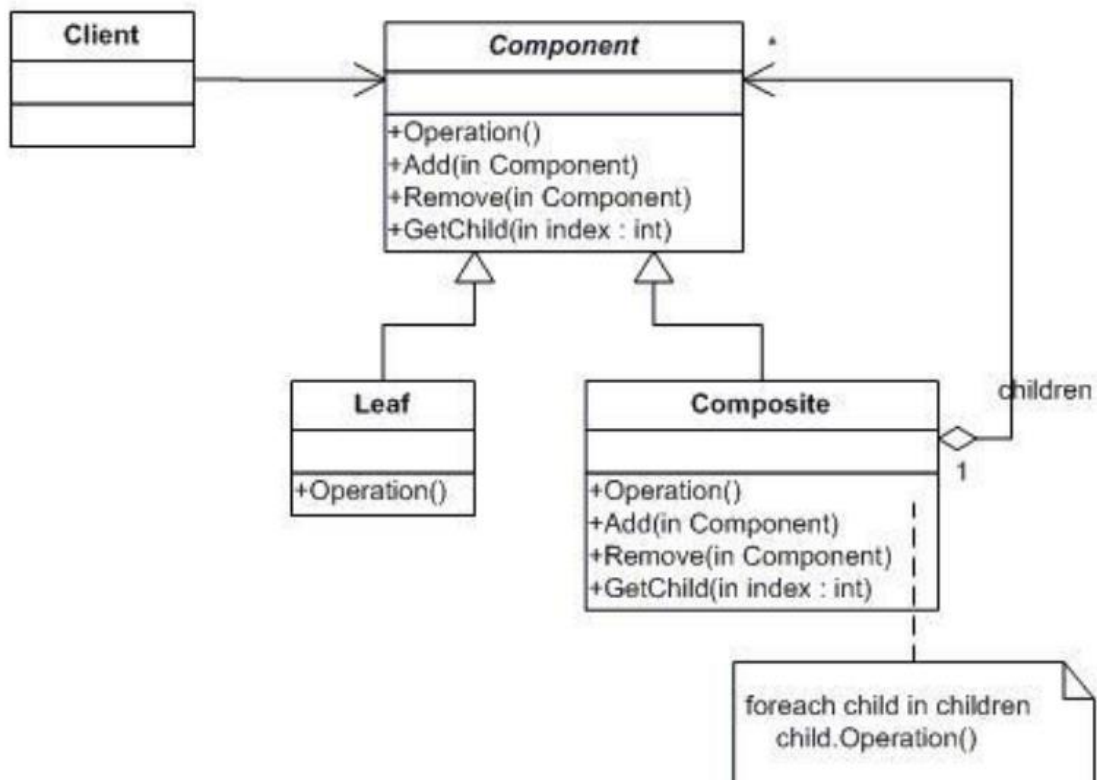 Client
Component
*
+Operation()
+Add(in Component)
+Remove(in Component)
+GetChild(in index : int)
children
Leaf
+Operation()
Composite
1
+Operation()
+Add(in Component)
+Remove(in Component)
+GetChild(in index : int)
foreach child in children
child.Operation()